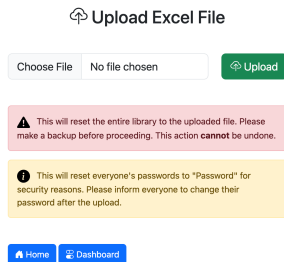 Upload Excel File
Choose File No file chosen Upload
This will reset the entire library to the uploaded file. Please
make a backup before proceeding. This action cannot be undone.
This will reset everyone's passwords to "Password" for
security reasons. Please inform everyone to change their
password after the upload.
Home Dashboard